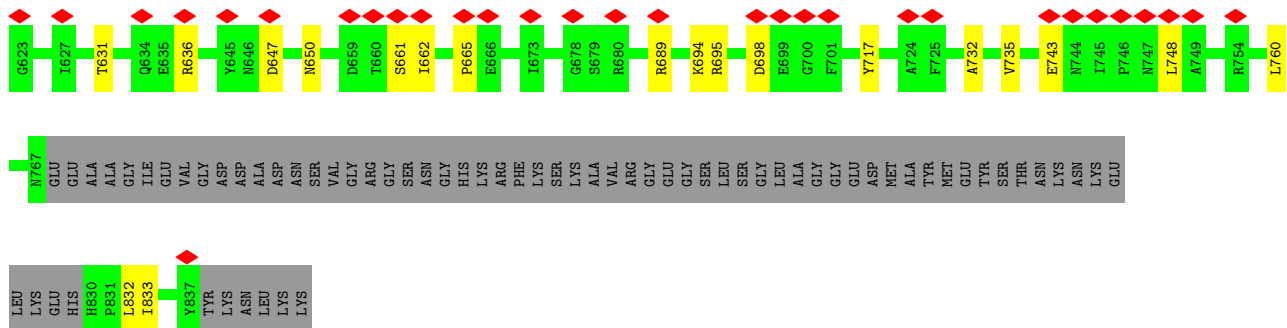 G623 I627 T631 Q634 E635 R636 Y645 N646 D647 N650 D659 T660 S661 I662 P665 E666 I673 G678 S679 R680 R689 K694 R695 D698 E699 G700 F701 Y717 A724 F725 A732 V735 E743 N744 I745 P746 N747 L748 A749 R754 L760
N767 GLU GLU ALA ALA GLY ILE GLU VAL GLY ASP ASP ALA ASP ASN SER VAL GLY ARG GLY SER ASN GLY HIS LYS ARG PHE LYS SER LYS ALA VAL ARG GLY GLU GLY SER LEU SER GLY LEU ALA GLY GLY GLU ASP MET ALA TYR MET GLU TYR SER THR ASN LYS ASN LYS GLU
LEU LYS GLU HIS H830 P831 L832 I833 Y837 TYR LYS ASN LEU LYS LYS